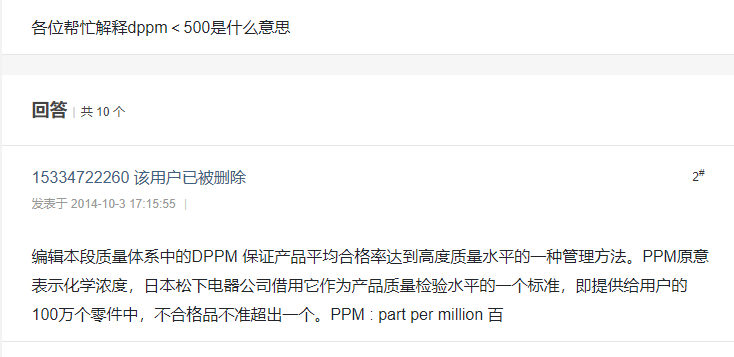 各位帮忙解释dppm＜500是什么意思
回答 | 共 10 个
15334722260 该用户已被删除 2#
发表于 2014-10-3 17:15:55 |
编辑本段质量体系中的DPPM 保证产品平均合格率达到高度质量水平的一种管理方法。PPM原意
表示化学浓度，日本松下电器公司借用它作为产品质量检验水平的一个标准，即提供给用户的
100万个零件中，不合格品不准超出一个。PPM : part per million 百